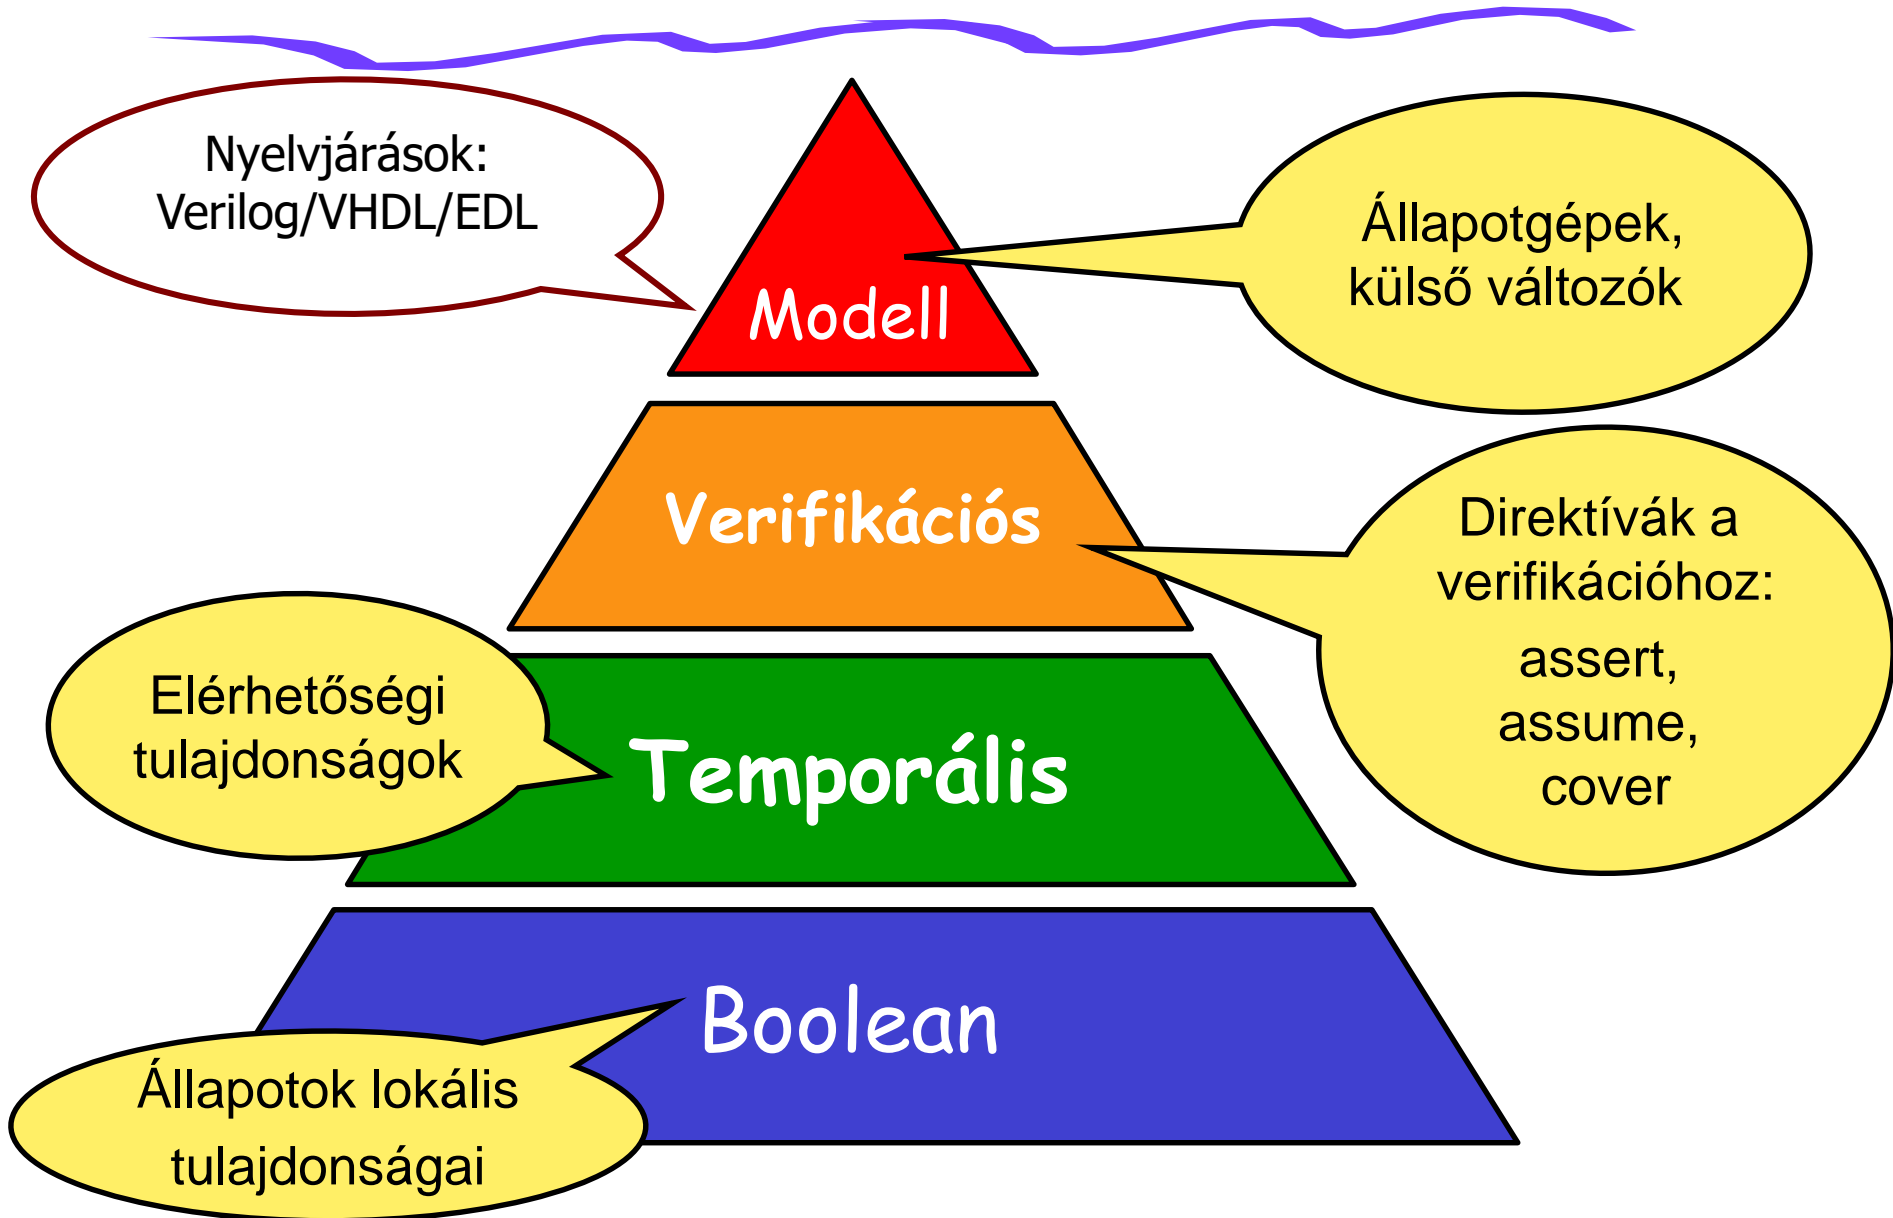 Nyelvjárások:
Verilog/VHDL/EDL
Modell
Állapotgépek,
külső változók
Verifikációs
Direktívák a
verifikációhoz:
assert,
assume,
cover
Elérhetőségi
tulajdonságok
Temporális
Boolean
Állapotok lokális
tulajdonságai